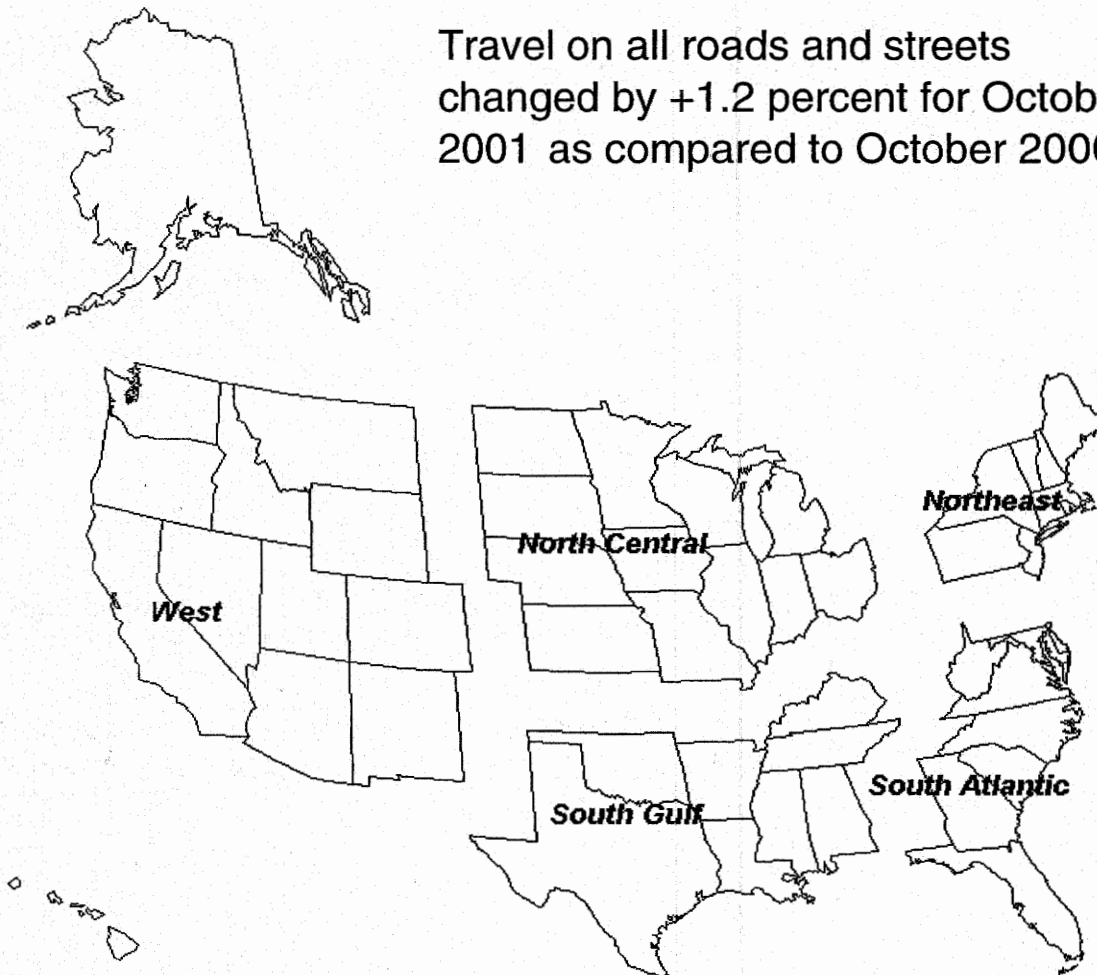 Travel on all roads and streets
changed by +1.2 percent for Octob
2001 as compared to October 200
Northeast
North Central
West
South Atlantic
South Gulf